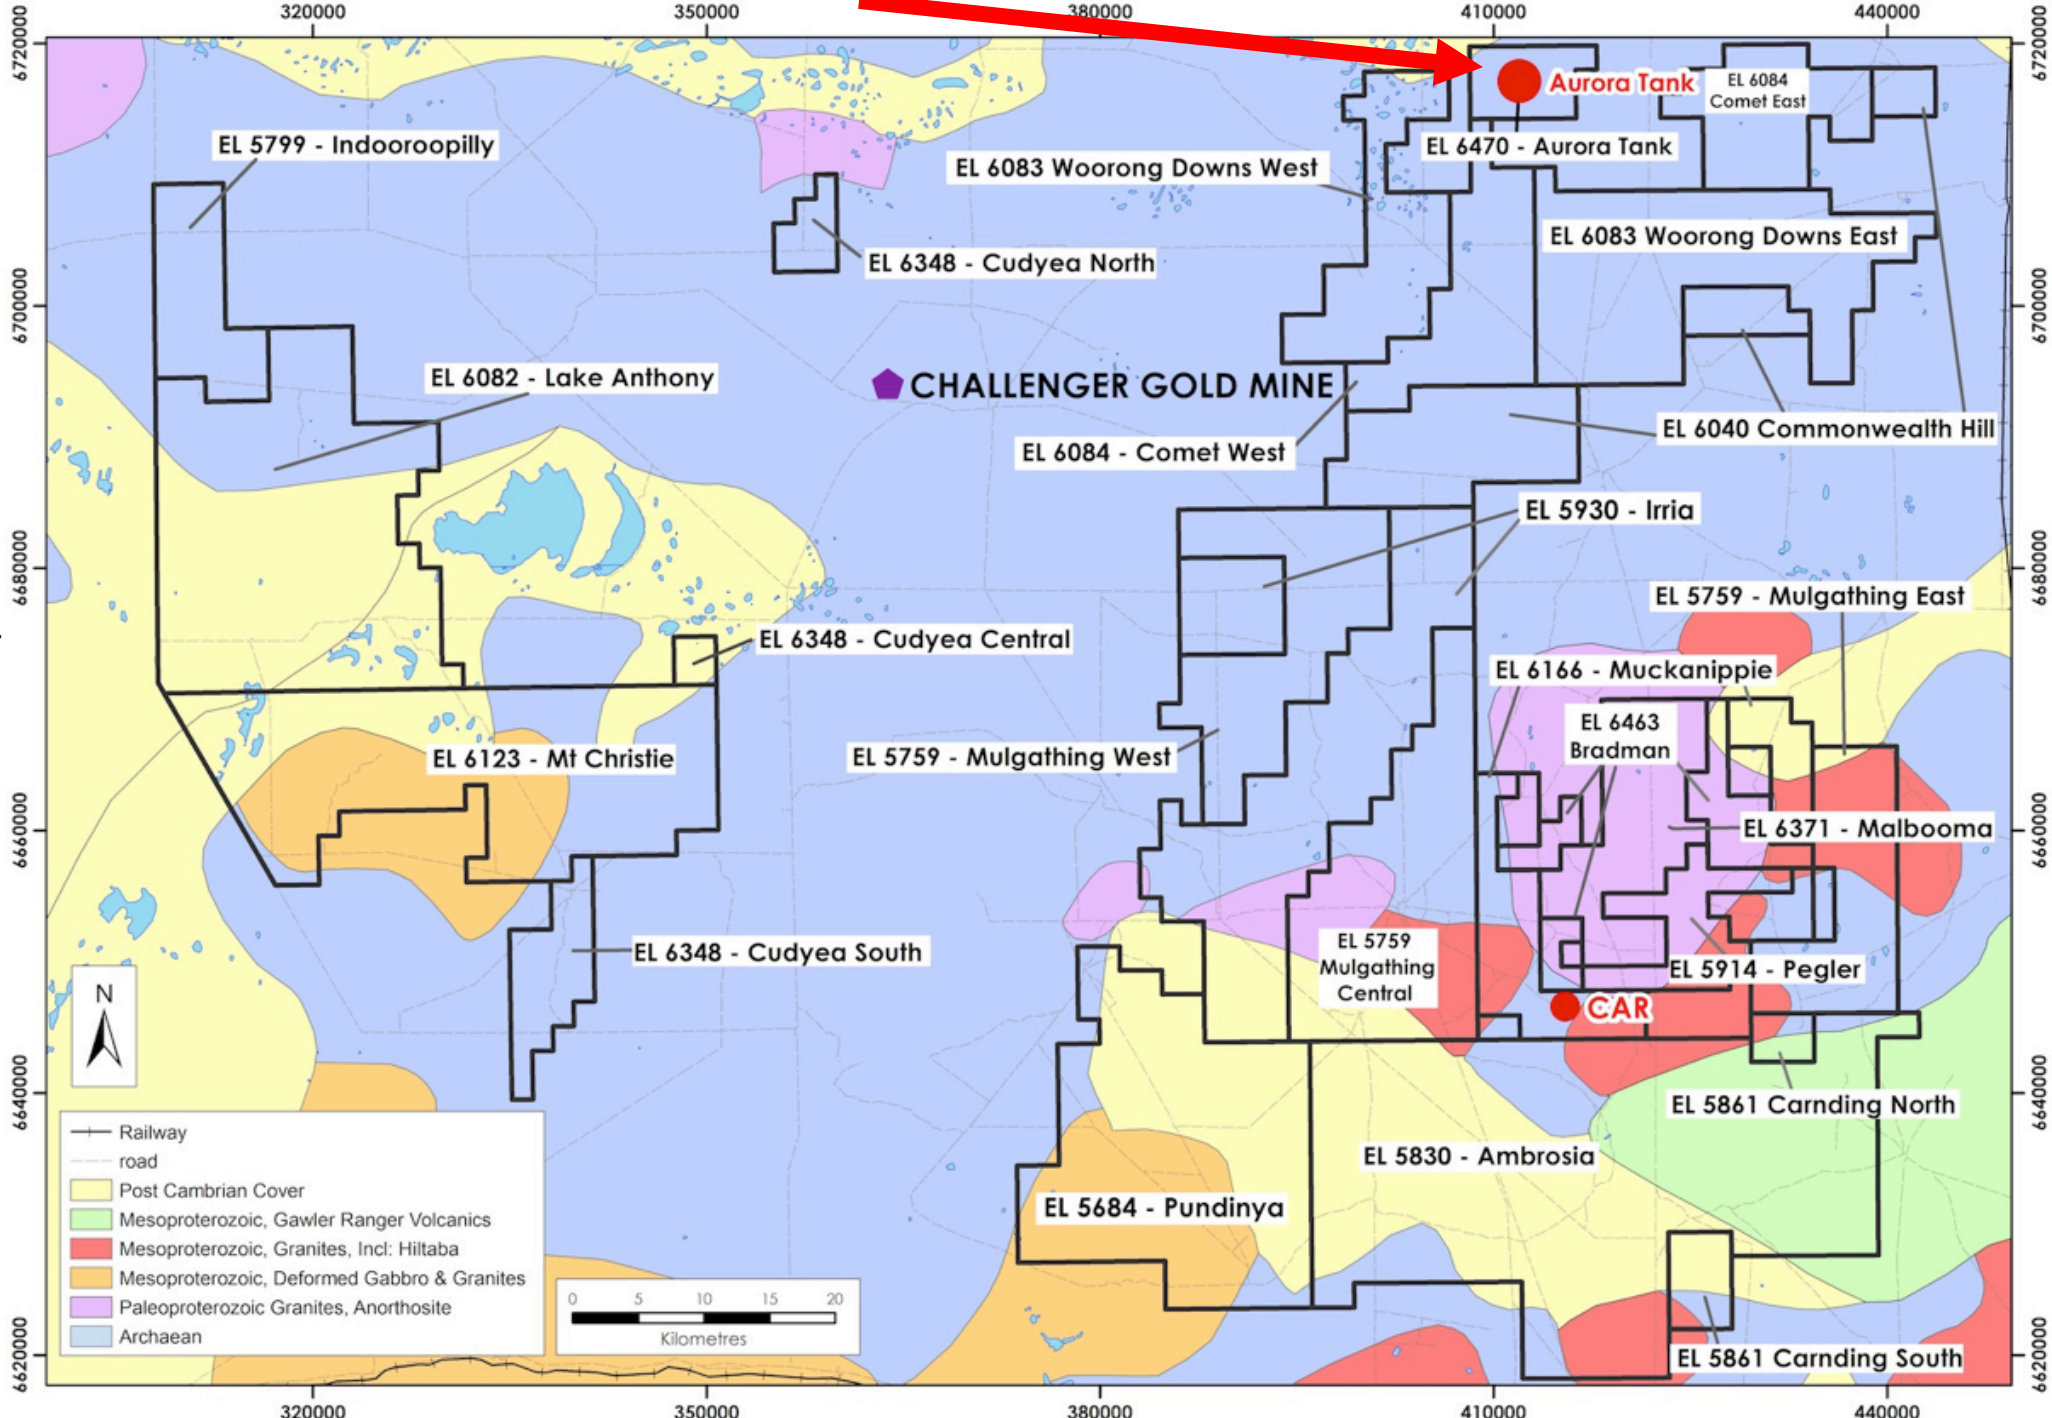 320000
350000
380000
410000
440000
6720000
6720000
Aurora Tank
EL 6084
Comet East
EL 5799 - Indooroopilly
EL 6470 - Aurora Tank
EL 6083 Woorong Downs West
EL 6083 Woorong Downs East
EL 6348 - Cudyea North
6700000
6700000
EL 6082 - Lake Anthony
CHALLENGER GOLD MINE
EL 6040 Commonwealth Hill
EL 6084 - Comet West
EL 5930 - Irria
6680000
6680000
EL 5759 - Mulgathing East
EL 6348 - Cudyea Central
EL 6166 - Muckanippie
EL 6463
Bradman
EL 6123 - Mt Christie
EL 5759 - Mulgathing West
6660000
6660000
EL 6371 - Malbooma
EL 6348 - Cudyea South
EL 5759
Mulgathing
Central
EL 5914 - Pegler
N
CAR
6640000
6640000
EL 5861 Carnding North
Railway
road
Post Cambrian Cover
Mesoproterozoic, Gawler Ranger Volcanics
Mesoproterozoic, Granites, Incl: Hiltaba
Mesoproterozoic, Deformed Gabbro & Granites
Paleoproterozoic Granites, Anorthosite
Archaean
EL 5830 - Ambrosia
EL 5684 - Pundinya
0 5 10 15 20
Kilometres
EL 5861 Carnding South
6620000
6620000
320000
350000
380000
410000
440000